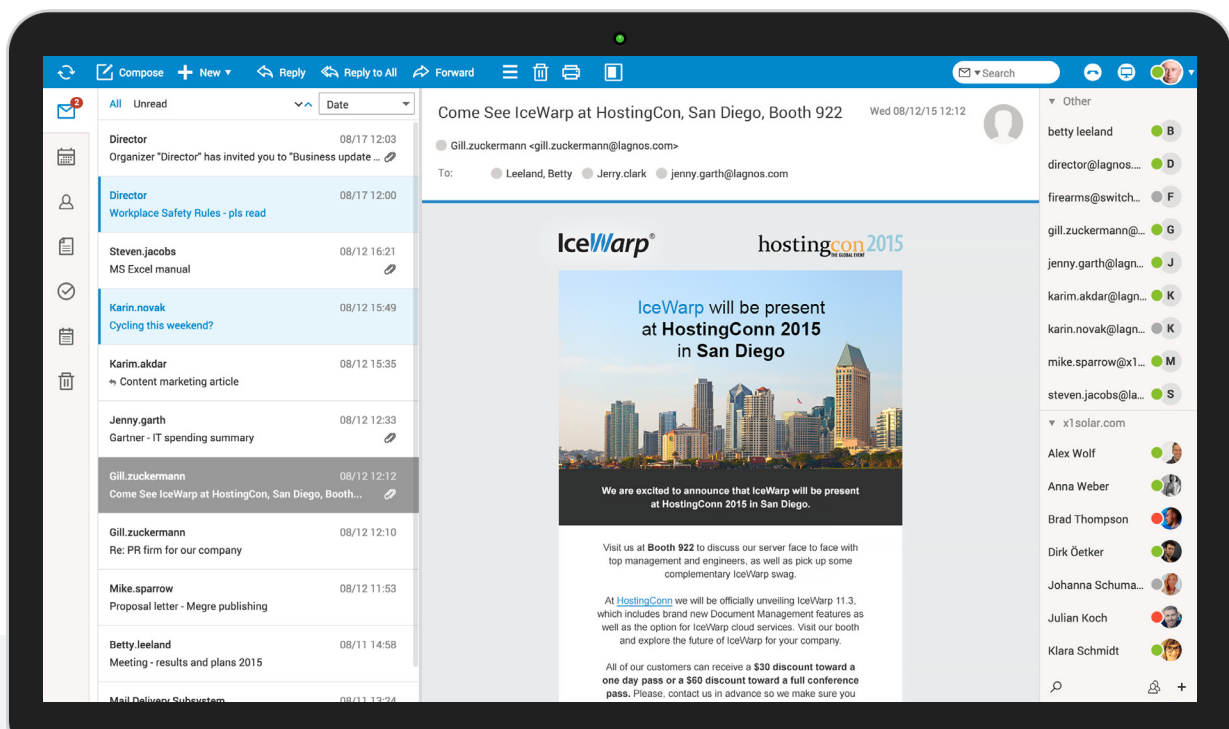 Compose New Reply Reply to All Forward Search
2
All Unread Date
Director 08/17 12:03
Organizer "Director" has invited you to "Business update ...
Director 08/17 12:00
Workplace Safety Rules - pls read
Steven.jacobs 08/12 16:21
MS Excel manual
Karin.novak 08/12 15:49
Cycling this weekend?
Karim.akdar 08/12 15:35
Content marketing article
Jenny.garth 08/12 12:33
Gartner - IT spending summary
Gill.zuckermann 08/12 12:12
Come See IceWarp at HostingCon, San Diego, Booth...
Gill.zuckermann 08/12 12:10
Re: PR firm for our company
Mike.sparrow 08/12 11:53
Proposal letter - Megre publishing
Betty.leeland 08/11 14:58
Meeting - results and plans 2015
Mail Delivery Subsystem 08/11 13:24
Come See IceWarp at HostingCon, San Diego, Booth 922 Wed 08/12/15 12:12
Gill.zuckermann <gill.zuckermann@lagnos.com>
To: Leeland, Betty Jerry.clark jenny.garth@lagnos.com
IceWarp® hostingcon 2015
THE GLOBAL EVENT
IceWarp will be present
at HostingConn 2015
in San Diego
We are excited to announce that IceWarp will be present
at HostingConn 2015 in San Diego.
Visit us at Booth 922 to discuss our server face to face with
top management and engineers, as well as pick up some
complementary IceWarp swag.
At HostingConn we will be officially unveiling IceWarp 11.3,
which includes brand new Document Management features as
well as the option for IceWarp cloud services. Visit our booth
and explore the future of IceWarp for your company.
All of our customers can receive a $30 discount toward a
one day pass or a $60 discount toward a full conference
pass. Please, contact us in advance so we make sure you
Other
betty leeland B
director@lagnos.... D
firearms@switch... F
gill.zuckermann@... G
jenny.garth@lagn... J
karim.akdar@lagn... K
karin.novak@lagn... K
mike.sparrow@x1... M
steven.jacobs@la... S
x1solar.com
Alex Wolf
Anna Weber
Brad Thompson
Dirk Öetker
Johanna Schuma...
Julian Koch
Klara Schmidt